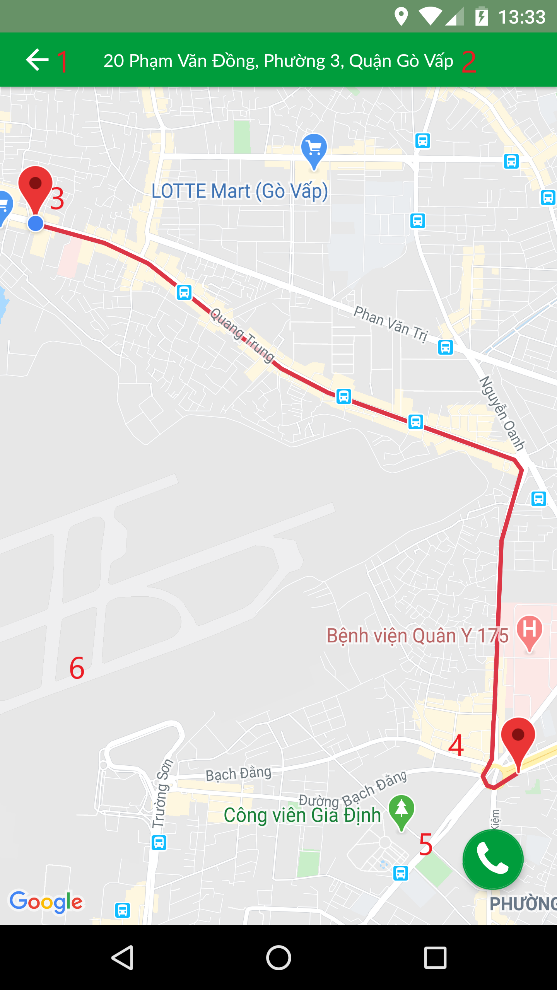 13:33
1 20 Phạm Văn Đồng, Phường 3, Quận Gò Vấp 2
LOTTE Mart (Gò Vấp)
3
Quang Trung
Phan Văn Trị
Nguyễn Oanh
Bệnh viện Quân Y 175
H
6
4
Bạch Đằng
Đường Bạch Đằng
Trường Sơn
Công viên Gia Định
5
Kiệm
Google
PHƯỜNG